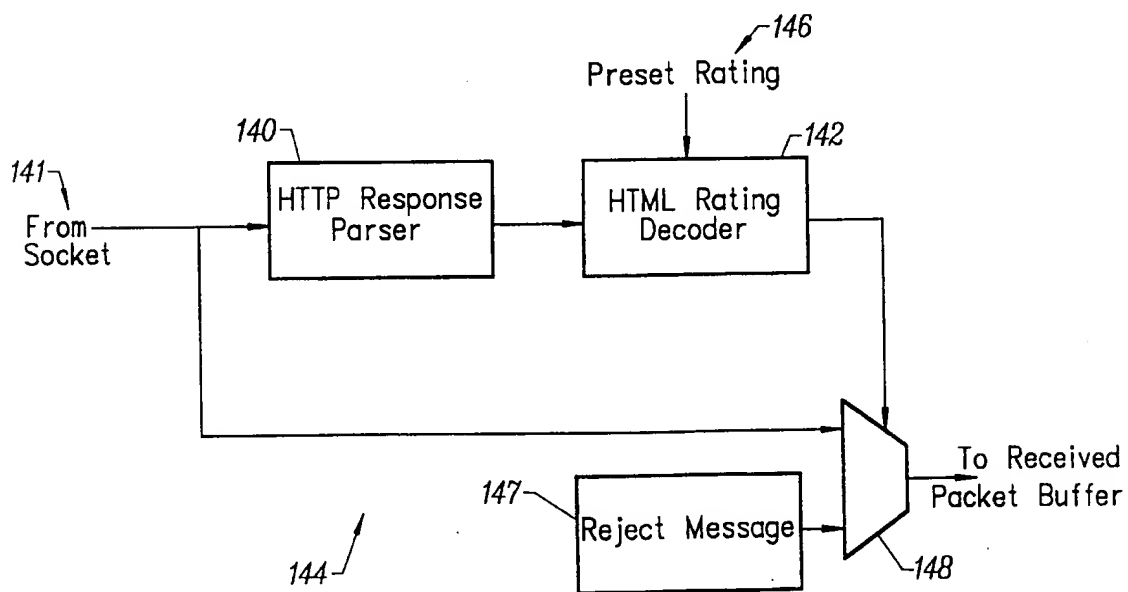 146
Preset Rating
140
142
141
HTTP Response
Parser
HTML Rating
Decoder
From
Socket
To Received
Packet Buffer
147
Reject Message
144
148